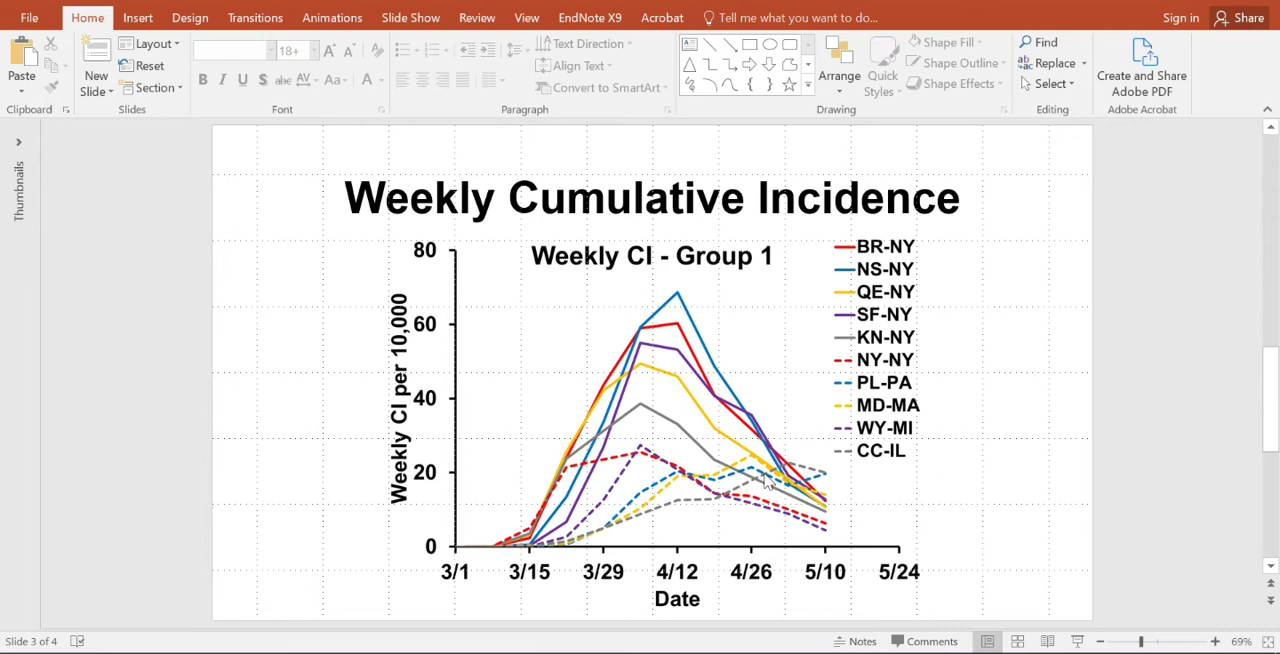 File Home Insert Design Transitions Animations Slide Show Review View EndNote X9 Acrobat Tell me what you want to do... Sign in Share
Paste
New Slide
Layout
Reset
Section
18+
B I U S abc AV Aa A
Text Direction
Align Text
Convert to SmartArt
Arrange
Quick Styles
Shape Fill
Shape Outline
Shape Effects
Find
Replace
Select
Create and Share Adobe PDF
Clipboard Slides Font Paragraph Drawing Editing Adobe Acrobat
Thumbnails
Weekly Cumulative Incidence
Weekly CI - Group 1
Weekly CI per 10,000
80
60
40
20
0
3/1 3/15 3/29 4/12 4/26 5/10 5/24
Date
BR-NY
NS-NY
QE-NY
SF-NY
KN-NY
NY-NY
PL-PA
MD-MA
WY-MI
CC-IL
Slide 3 of 4 Notes Comments 69%